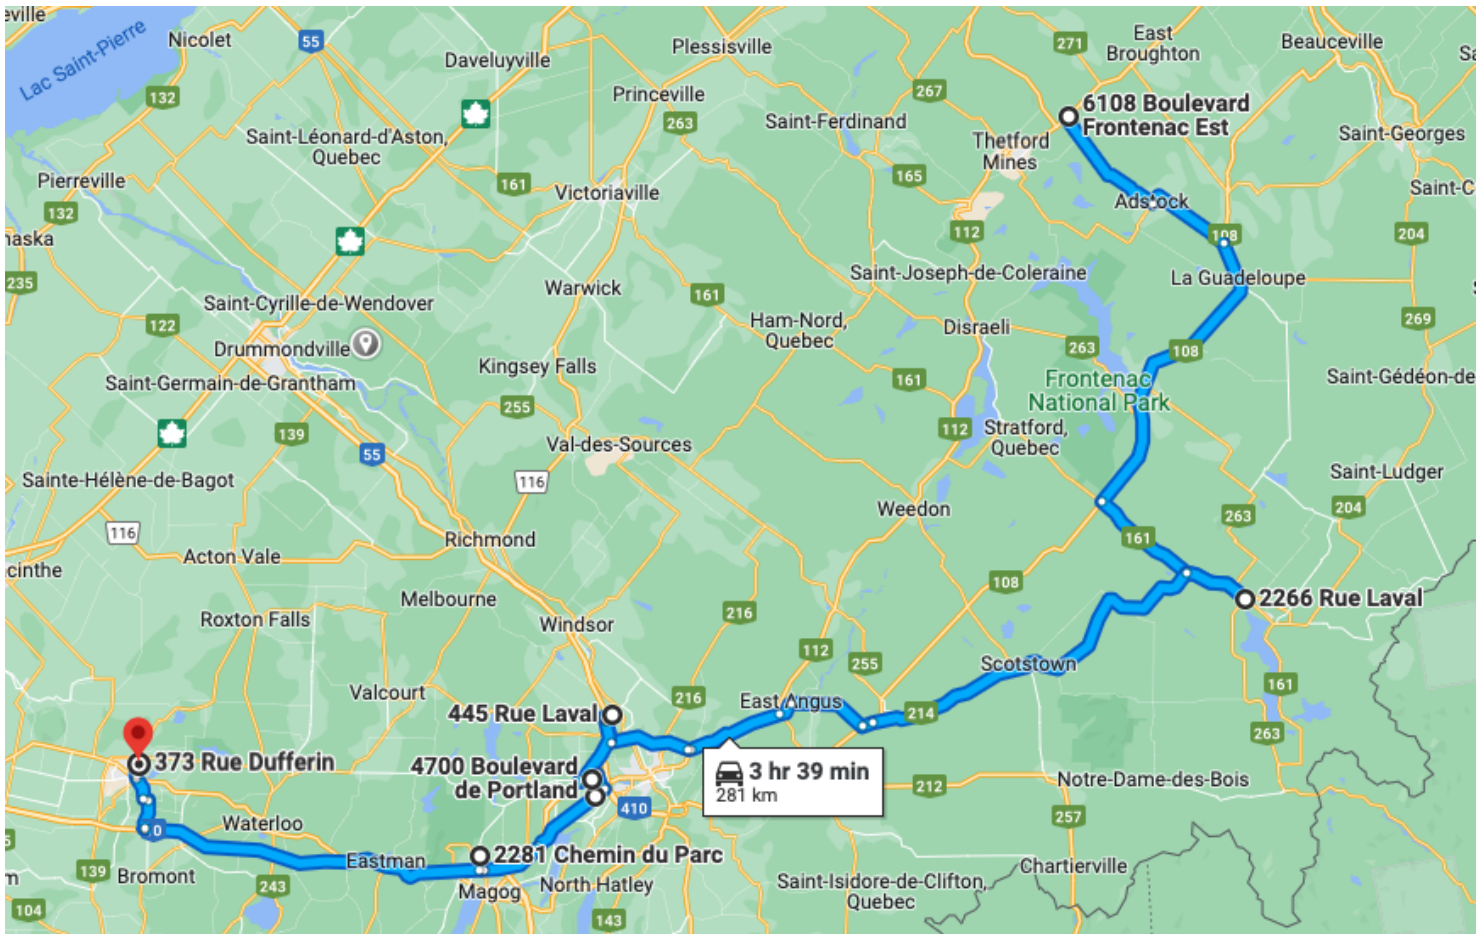 eville
Nicolet
55
Lac Saint-Pierre
132
Daveluyville
Plessisville
271
East
Broughton
Beauceville
Princeville
263
267
6108 Boulevard
Frontenac Est
Saint-Ferdinand
Thetford
Mines
Saint-Georges
Saint-Léonard-d'Aston,
Quebec
161
165
Pierreville
132
Victoriaville
Adstock
Saint-C
naska
112
108
204
235
Saint-Joseph-de-Coleraine
La Guadeloupe
Saint-Cyrille-de-Wendover
Warwick
161
122
Drummondville
Ham-Nord,
Quebec
Disraeli
263
108
269
Saint-Germain-de-Grantham
Kingsey Falls
161
Frontenac
National Park
Saint-Gédéon-de
255
139
55
Val-des-Sources
112
Stratford,
Quebec
Sainte-Hélène-de-Bagot
116
Saint-Ludger
116
Weedon
263
204
Richmond
161
Acton Vale
cinthe
108
Melbourne
2266 Rue Laval
Roxton Falls
Windsor
216
112
255
Scotstown
161
Valcourt
216
East Angus
214
445 Rue Laval
263
373 Rue Dufferin
4700 Boulevard
de Portland
3 hr 39 min
281 km
212
Notre-Dame-des-Bois
410
257
Waterloo
0
2281 Chemin du Parc
Eastman
139
Bromont
243
Magog
North Hatley
Saint-Isidore-de-Clifton,
Quebec
Chartierville
104
143